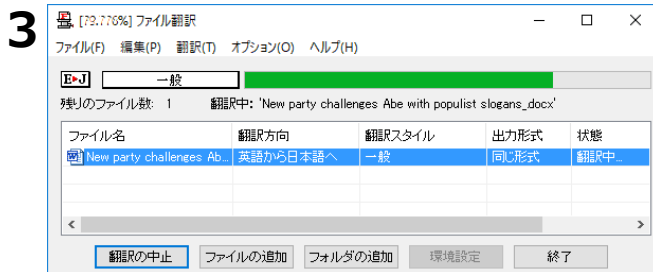 3
[79.776%] ファイル翻訳
ファイル(F) 編集(P) 翻訳(T) オプション(O) ヘルプ(H)
E▸J 一般
残りのファイル数: 1 翻訳中: 'New party challenges Abe with populist slogans_docx'
ファイル名 翻訳方向 翻訳スタイル 出力形式 状態
New party challenges Ab... 英語から日本語へ 一般 同じ形式 翻訳中...
翻訳の中止 ファイルの追加 フォルダの追加 環境設定 終了